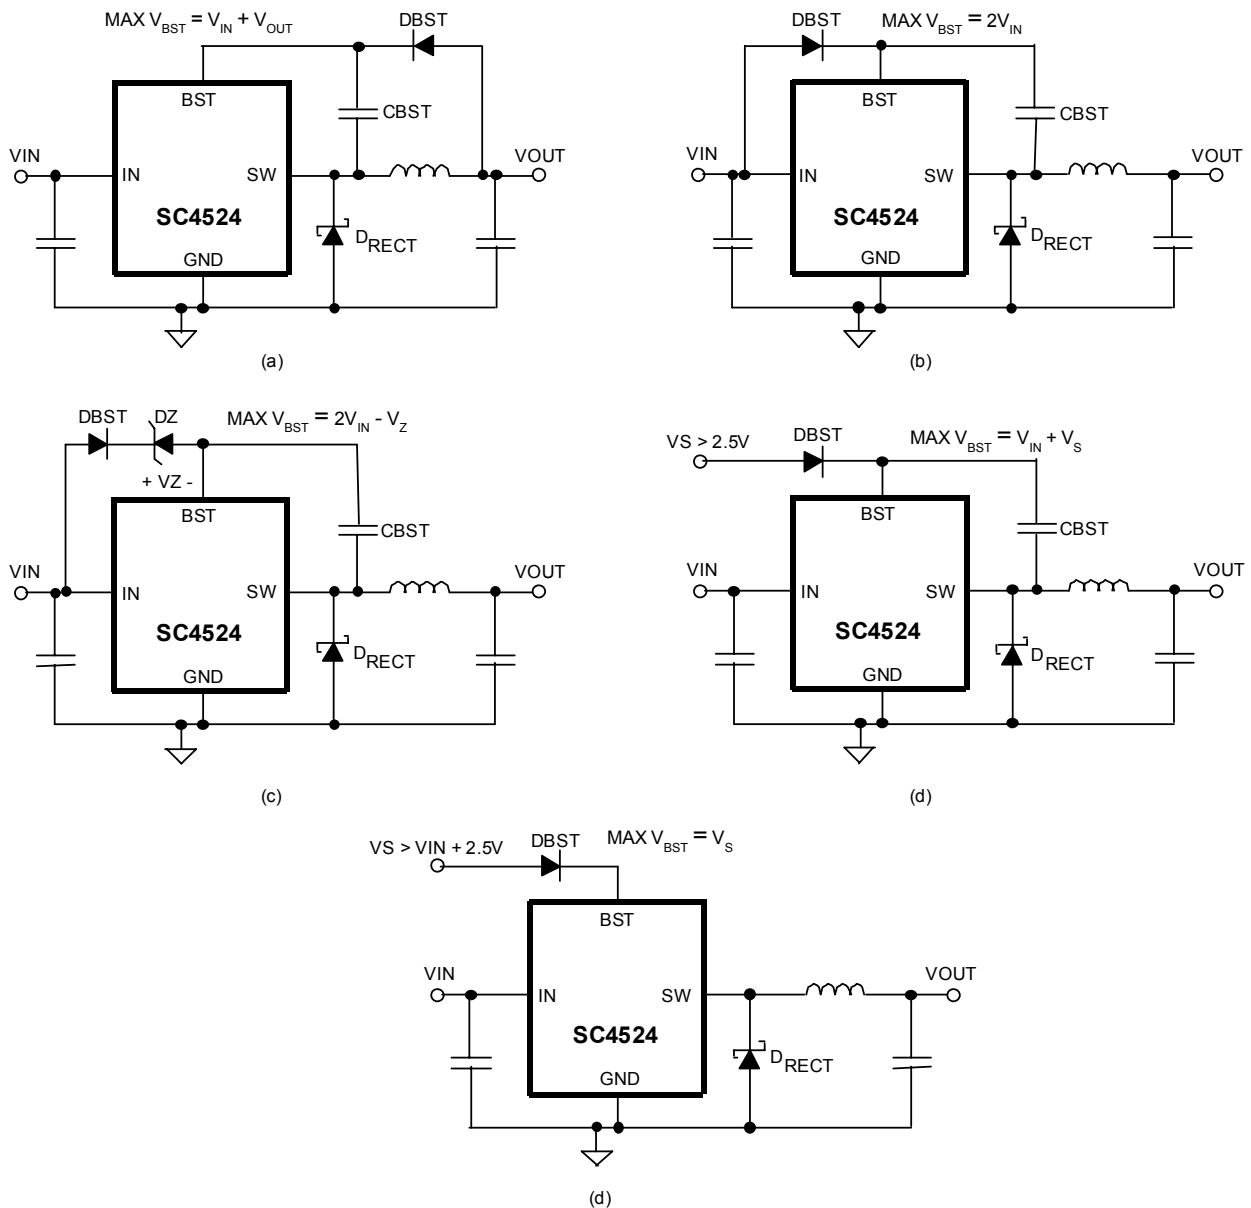 MAX VBST = VIN + VOUT
DBST
BST
CBST
VIN
VOUT
IN
SW
SC4524
DRECT
GND
(a)
DBST
MAX VBST = 2VIN
BST
CBST
VIN
VOUT
IN
SW
SC4524
DRECT
GND
(b)
DBST
DZ
MAX VBST = 2VIN - VZ
+ VZ -
BST
CBST
VIN
VOUT
IN
SW
SC4524
DRECT
GND
(c)
VS > 2.5V
DBST
MAX VBST = VIN + VS
BST
CBST
VIN
VOUT
IN
SW
SC4524
DRECT
GND
(d)
VS > VIN + 2.5V
DBST
MAX VBST = VS
BST
VIN
VOUT
IN
SW
SC4524
DRECT
GND
(d)